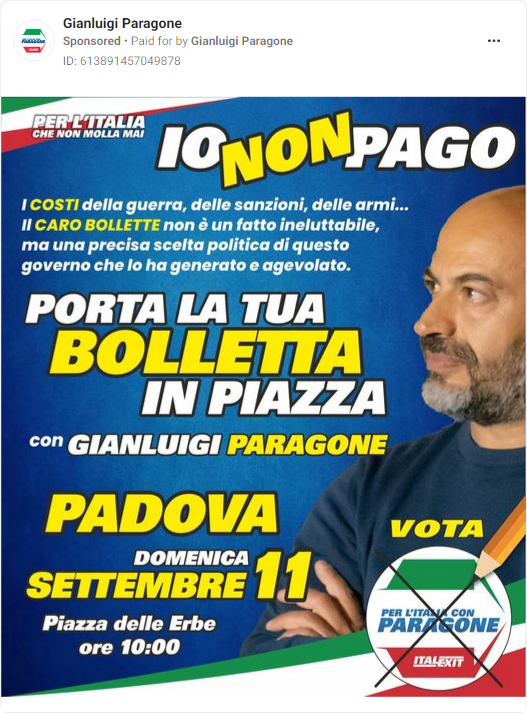 Gianluigi Paragone
Sponsored • Paid for by Gianluigi Paragone
ID: 613891457049878
PER L'ITALIA
CHE NON MOLLA MAI
IO NON PAGO
I COSTI della guerra, delle sanzioni, delle armi...
Il CARO BOLLETTE non è un fatto ineluttabile,
ma una precisa scelta politica di questo
governo che lo ha generato e agevolato.
PORTA LA TUA
BOLLETTA
IN PIAZZA
con GIANLUIGI PARAGONE
PADOVA
DOMENICA
SETTEMBRE 11
Piazza delle Erbe
ore 10:00
VOTA
PER L'ITALIA CON
PARAGONE
ITALEXIT